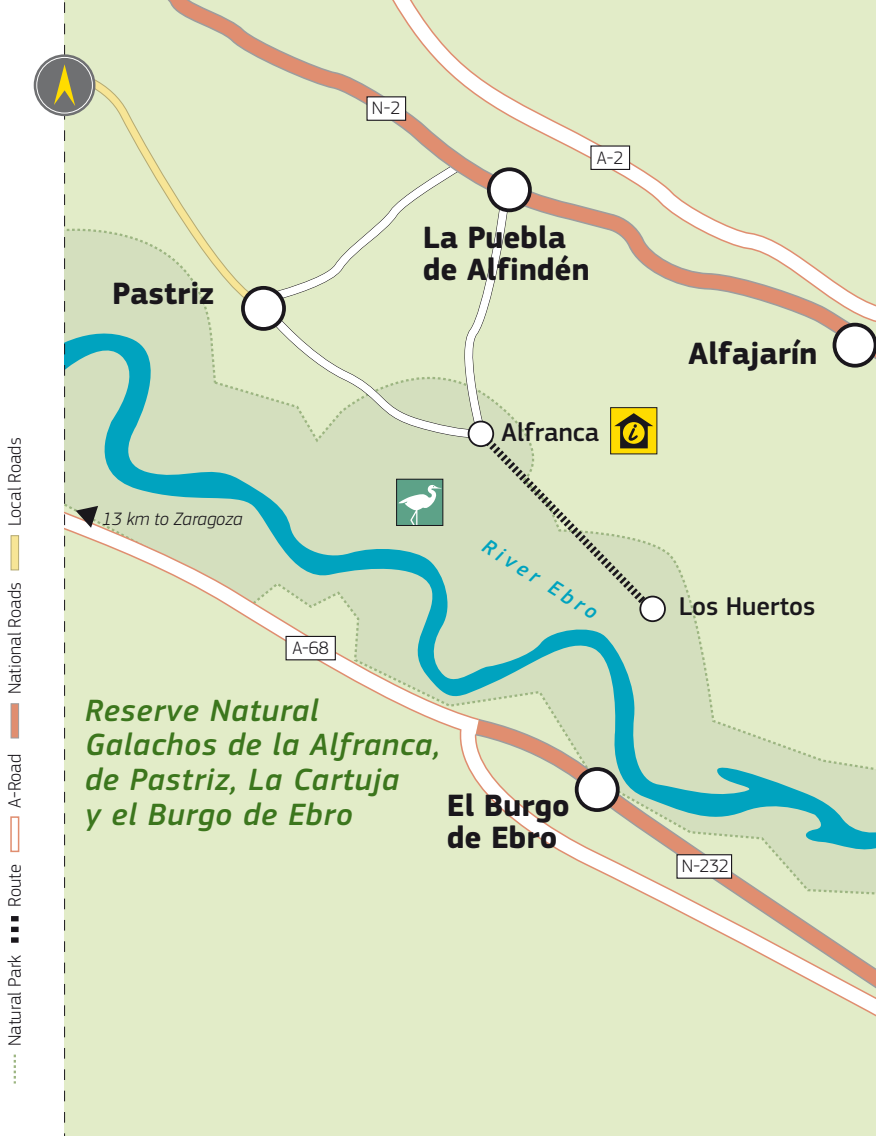 N-2
A-2
La Puebla
de Alfindén
Pastriz
Alfajarín
Alfranca
i
13 km to Zaragoza
River Ebro
Los Huertos
A-68
Reserve Natural
Galachos de la Alfranca,
de Pastriz, La Cartuja
y el Burgo de Ebro
El Burgo
de Ebro
N-232
Natural Park
Route
A-Road
National Roads
Local Roads